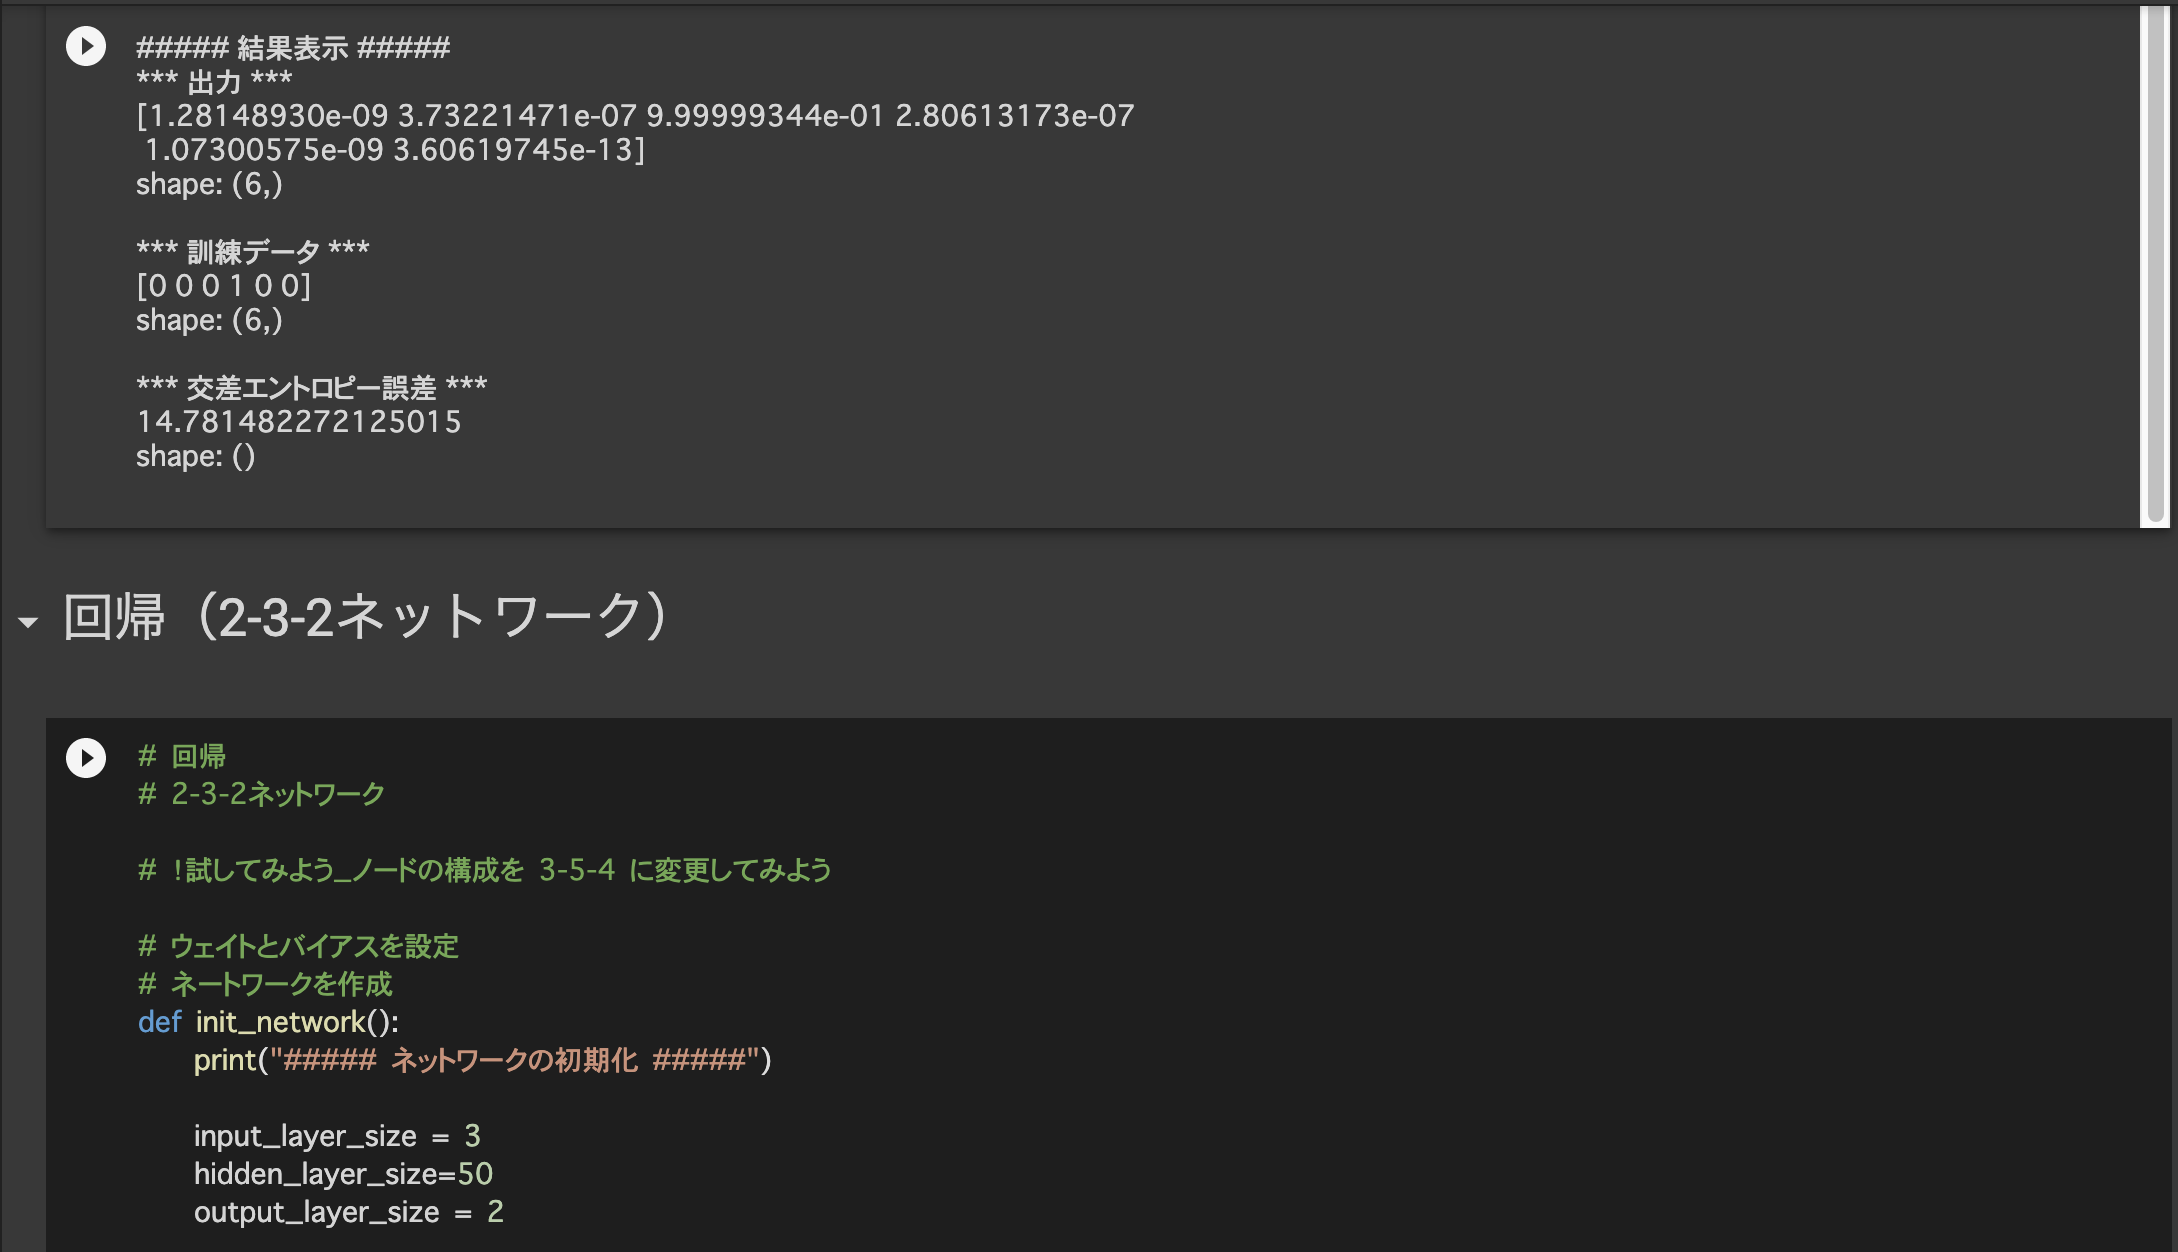 ##### 結果表示 #####
*** 出力 ***
[1.28148930e-09 3.73221471e-07 9.99999344e-01 2.80613173e-07
1.07300575e-09 3.60619745e-13]
shape: (6,)
*** 訓練データ ***
[0 0 0 1 0 0]
shape: (6,)
*** 交差エントロピー誤差 ***
14.781482272125015
shape: ()
回帰（2-3-2ネットワーク）
# 回帰
# 2-3-2ネットワーク
# !試してみよう_ノードの構成を 3-5-4 に変更してみよう
# ウェイトとバイアスを設定
# ネートワークを作成
def init_network():
print("##### ネットワークの初期化 #####")
input_layer_size = 3
hidden_layer_size=50
output_layer_size = 2